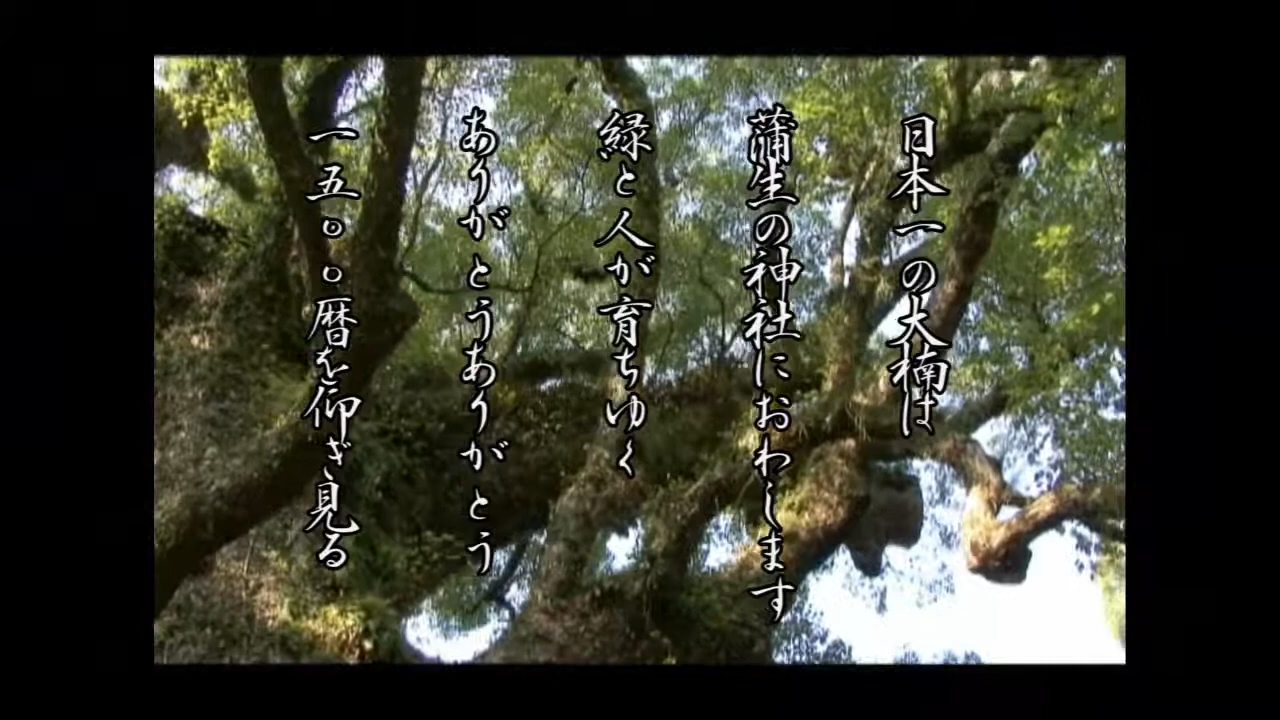 日本一の大楠は
蒲生の神社におわします
緑と人が育ちゆく
ありがとうありがとう
一五〇〇暦を仰ぎ見る